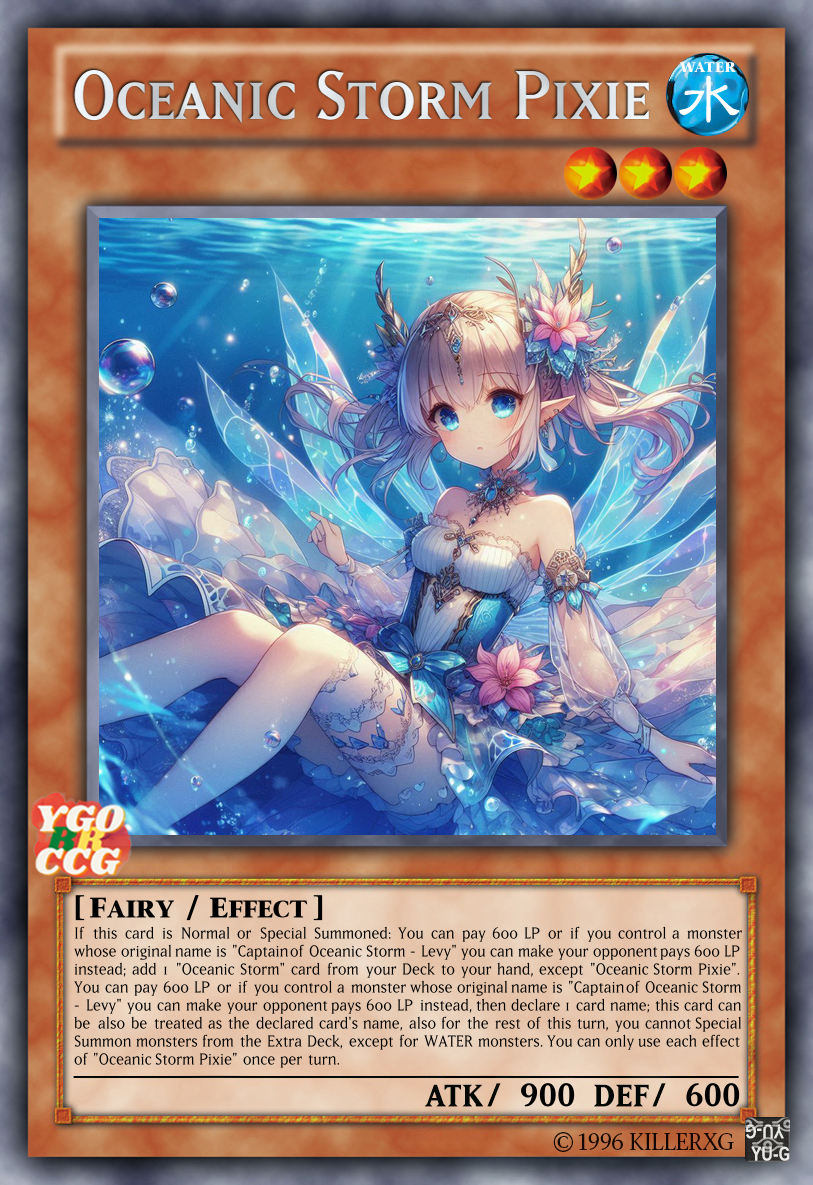 Oceanic Storm Pixie
WATER
水
YGO
RR
CCG
[ Fairy / Effect ]
If this card is Normal or Special Summoned: You can pay 600 LP or if you control a monster
whose original name is "Captain of Oceanic Storm - Levy" you can make your opponent pays 600 LP
instead; add 1 "Oceanic Storm" card from your Deck to your hand, except "Oceanic Storm Pixie".
You can pay 600 LP or if you control a monster whose original name is "Captain of Oceanic Storm
- Levy" you can make your opponent pays 600 LP instead, then declare 1 card name; this card can
be also be treated as the declared card's name, also for the rest of this turn, you cannot Special
Summon monsters from the Extra Deck, except for WATER monsters. You can only use each effect
of "Oceanic Storm Pixie" once per turn.
ATK/ 900 DEF/ 600
© 1996 KILLERXG
YU-G